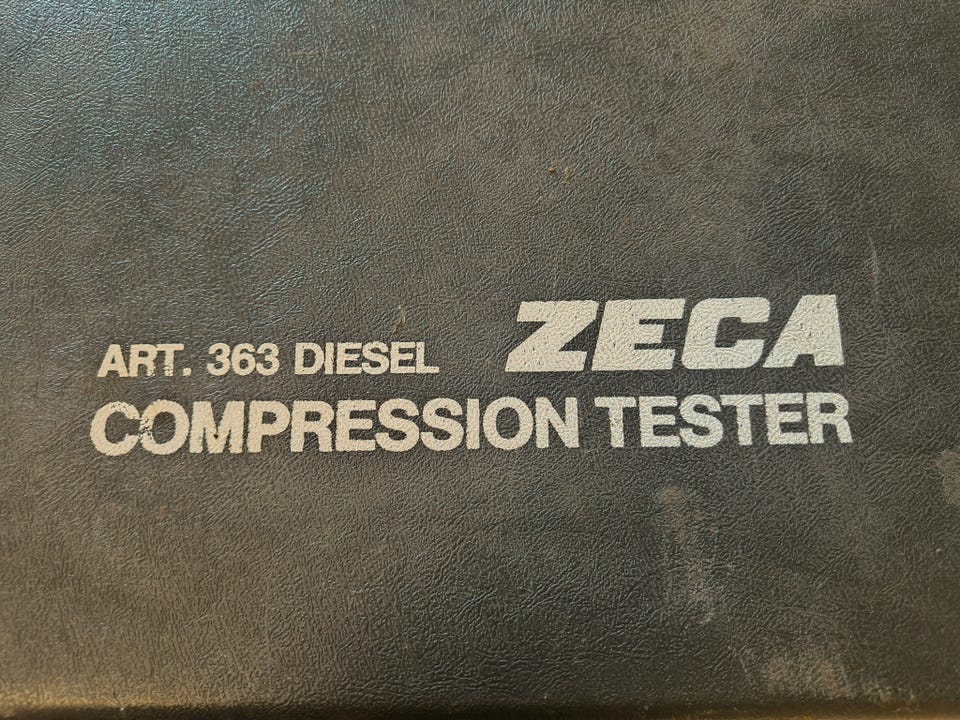 ART. 363 DIESEL ZECA
COMPRESSION TESTER